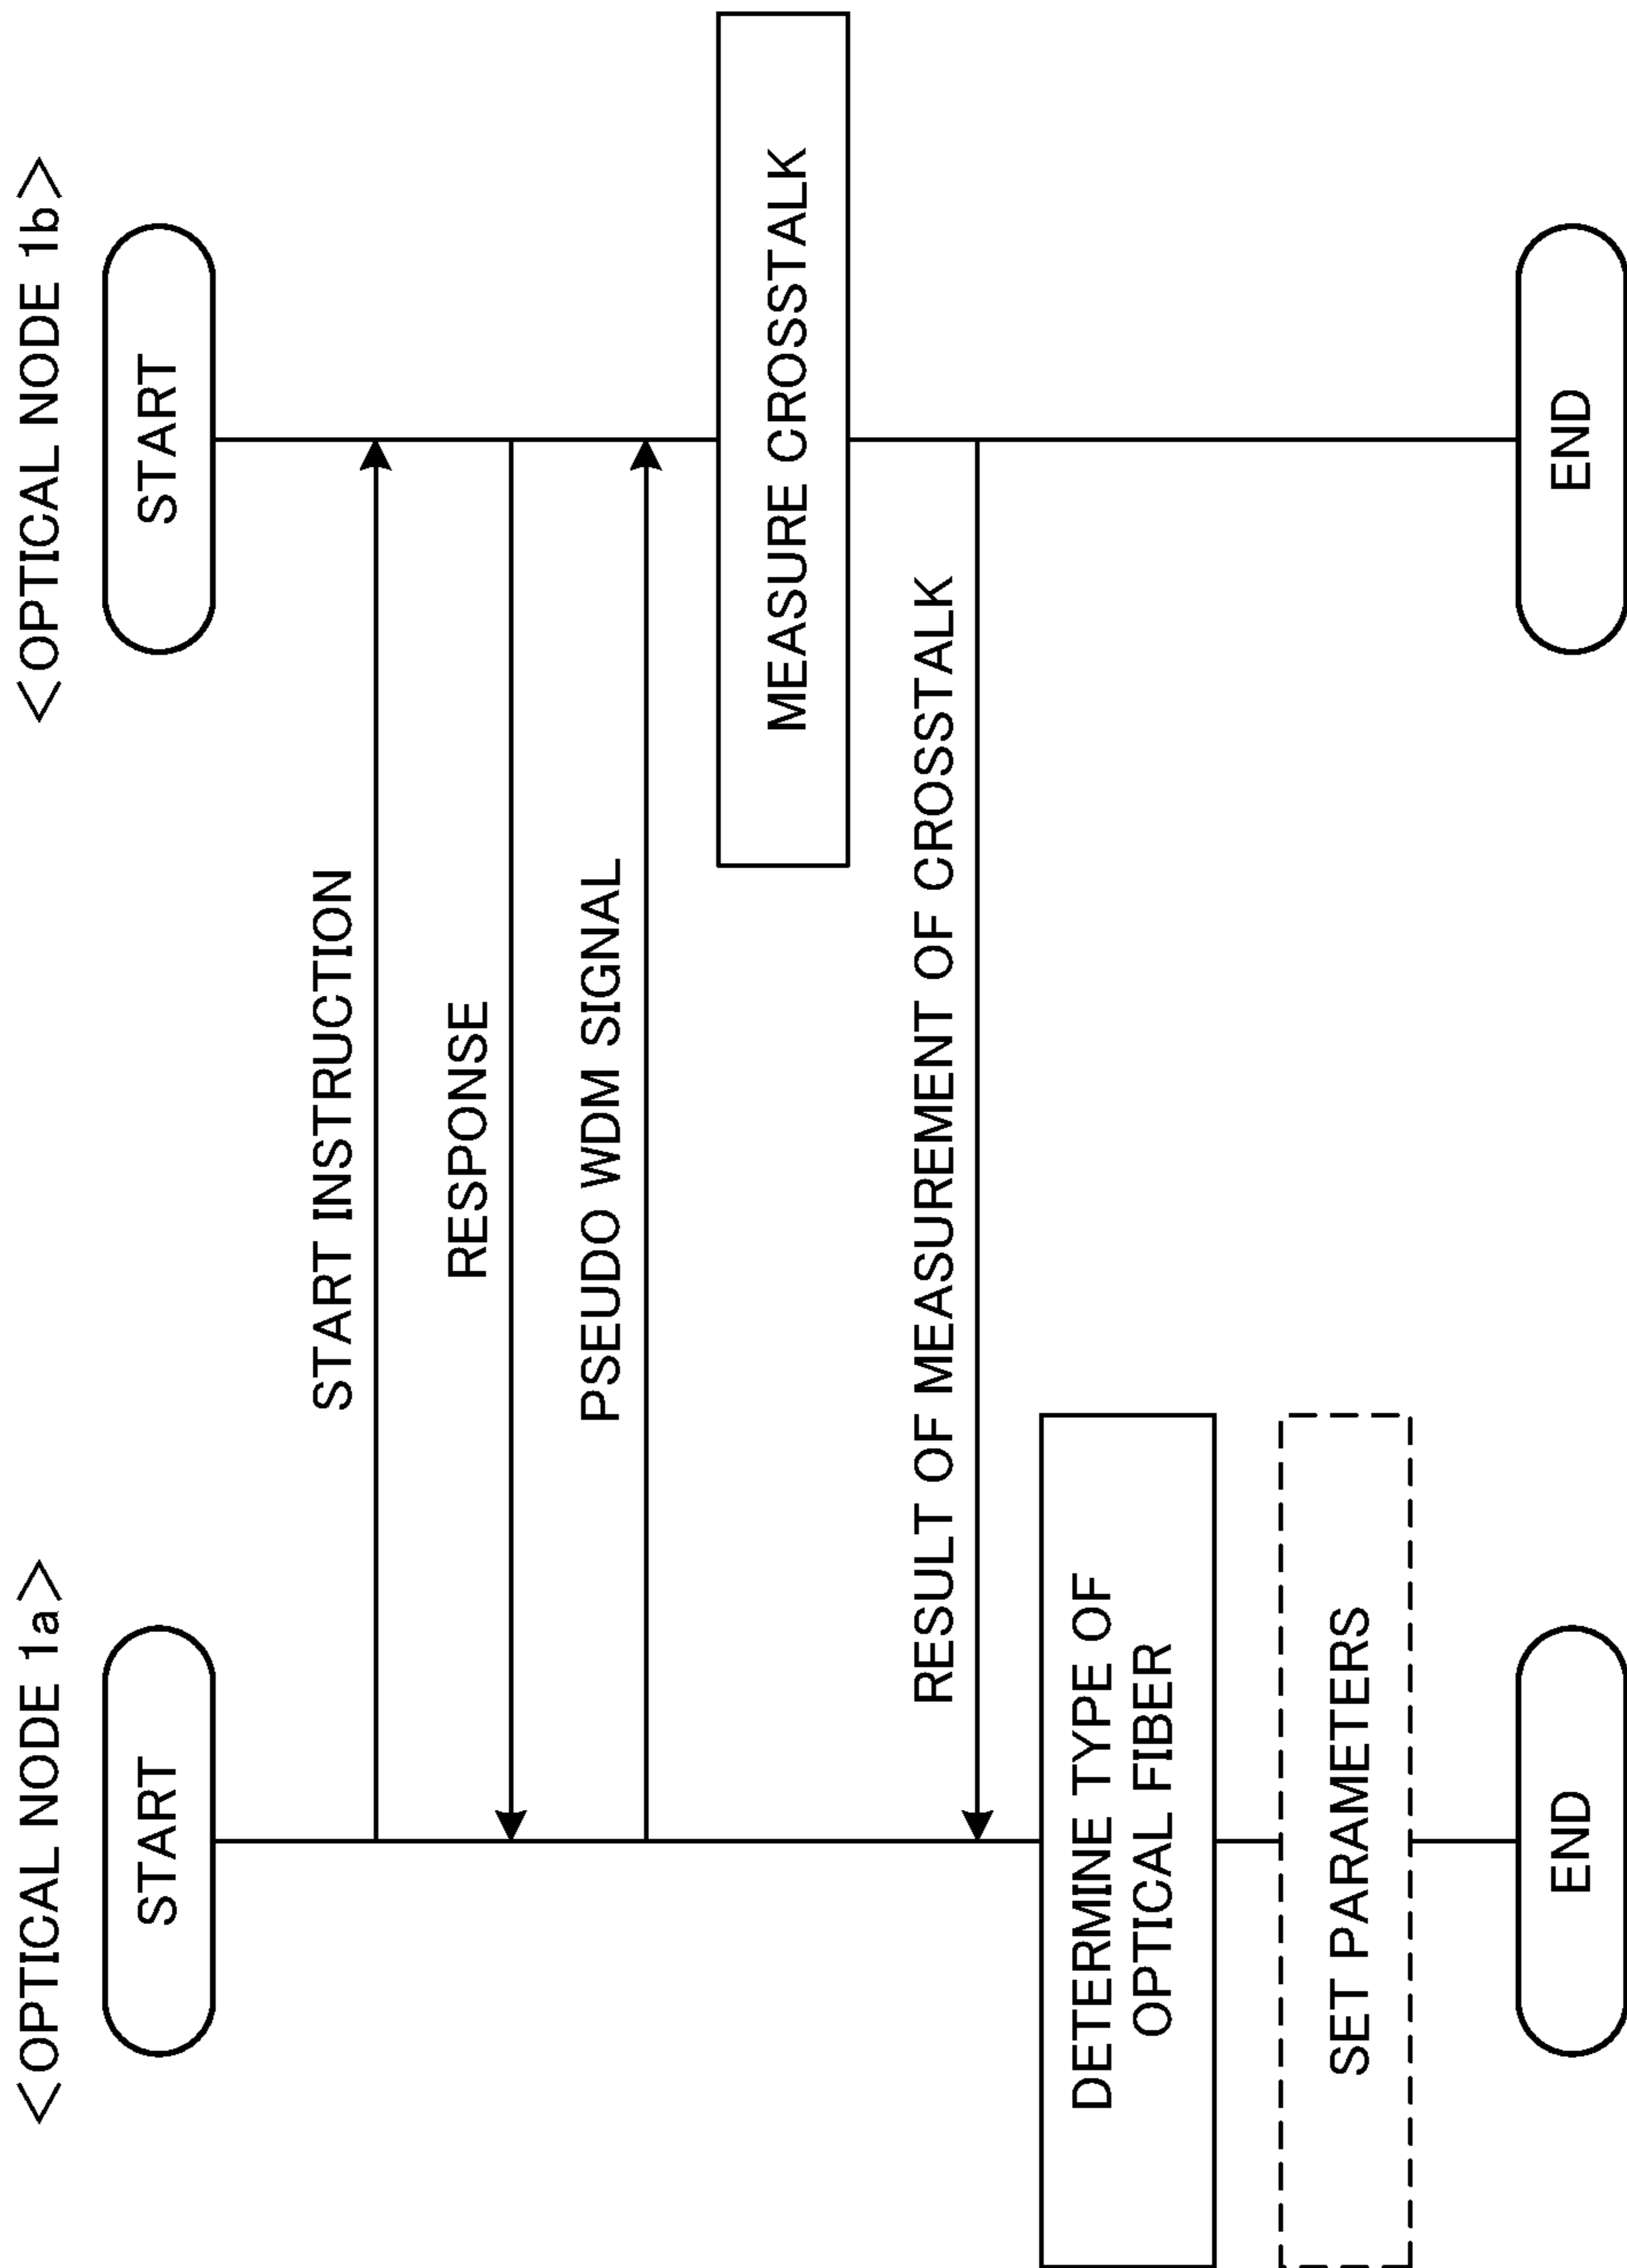 <OPTICAL NODE 1a>
<OPTICAL NODE 1b>
START
START
START INSTRUCTION
RESPONSE
PSEUDO WDM SIGNAL
MEASURE CROSSTALK
RESULT OF MEASUREMENT OF CROSSTALK
DETERMINE TYPE OF
OPTICAL FIBER
SET PARAMETERS
END
END